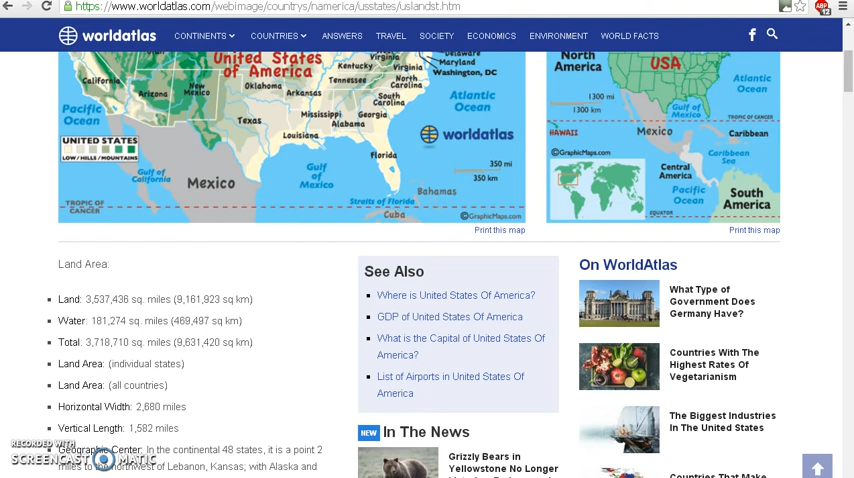 https://www.worldatlas.com/webimage/countrys/namerica/usstates/uslandst.htm
ABP
12
worldatlas
CONTINENTS
COUNTRIES
ANSWERS
TRAVEL
SOCIETY
ECONOMICS
ENVIRONMENT
WORLD FACTS
United States
of America
California
Arizona
New
Mexico
Oklahoma
Texas
Kentucky
Tennessee
Arkansas
Mississippi
Alabama
Louisiana
Virginia
Virginia
North
Carolina
South
Carolina
Georgia
Florida
Delaware
Maryland
Washington, DC
Pacific
Ocean
Atlantic
Ocean
worldatlas
UNITED STATES
LOW / HILLS / MOUNTAINS
Gulf of
California
Mexico
Gulf
of
Mexico
350 mi
350 km
Bahamas
Straits of Florida
Cuba
TROPIC OF
CANCER
©GraphicMaps.com
Print this map
North
America
USA
1300 mi
1300 km
HAWAII
Atlantic
Ocean
Gulf of
Mexico
TROPIC OF CANCER
Mexico
Caribbean
Caribbean
Sea
©GraphicMaps.com
Central
America
Pacific
Ocean
South
America
EQUATOR
Print this map
Land Area:
Land: 3,537,436 sq. miles (9,161,923 sq km)
Water: 181,274 sq. miles (469,497 sq km)
Total: 3,718,710 sq. miles (9,631,420 sq km)
Land Area: (individual states)
Land Area: (all countries)
Horizontal Width: 2,680 miles
Vertical Length: 1,582 miles
Geographic Center: In the continental 48 states, it is a point 2
miles to the northwest of Lebanon, Kansas; with Alaska and
RECORDED WITH
SCREENCAST MATIC
See Also
Where is United States Of America?
GDP of United States Of America
What is the Capital of United States Of
America?
List of Airports in United States Of
America
NEW In The News
Grizzly Bears in
Yellowstone No Longer
On WorldAtlas
What Type of
Government Does
Germany Have?
Countries With The
Highest Rates Of
Vegetarianism
The Biggest Industries
In The United States
Countries That Make